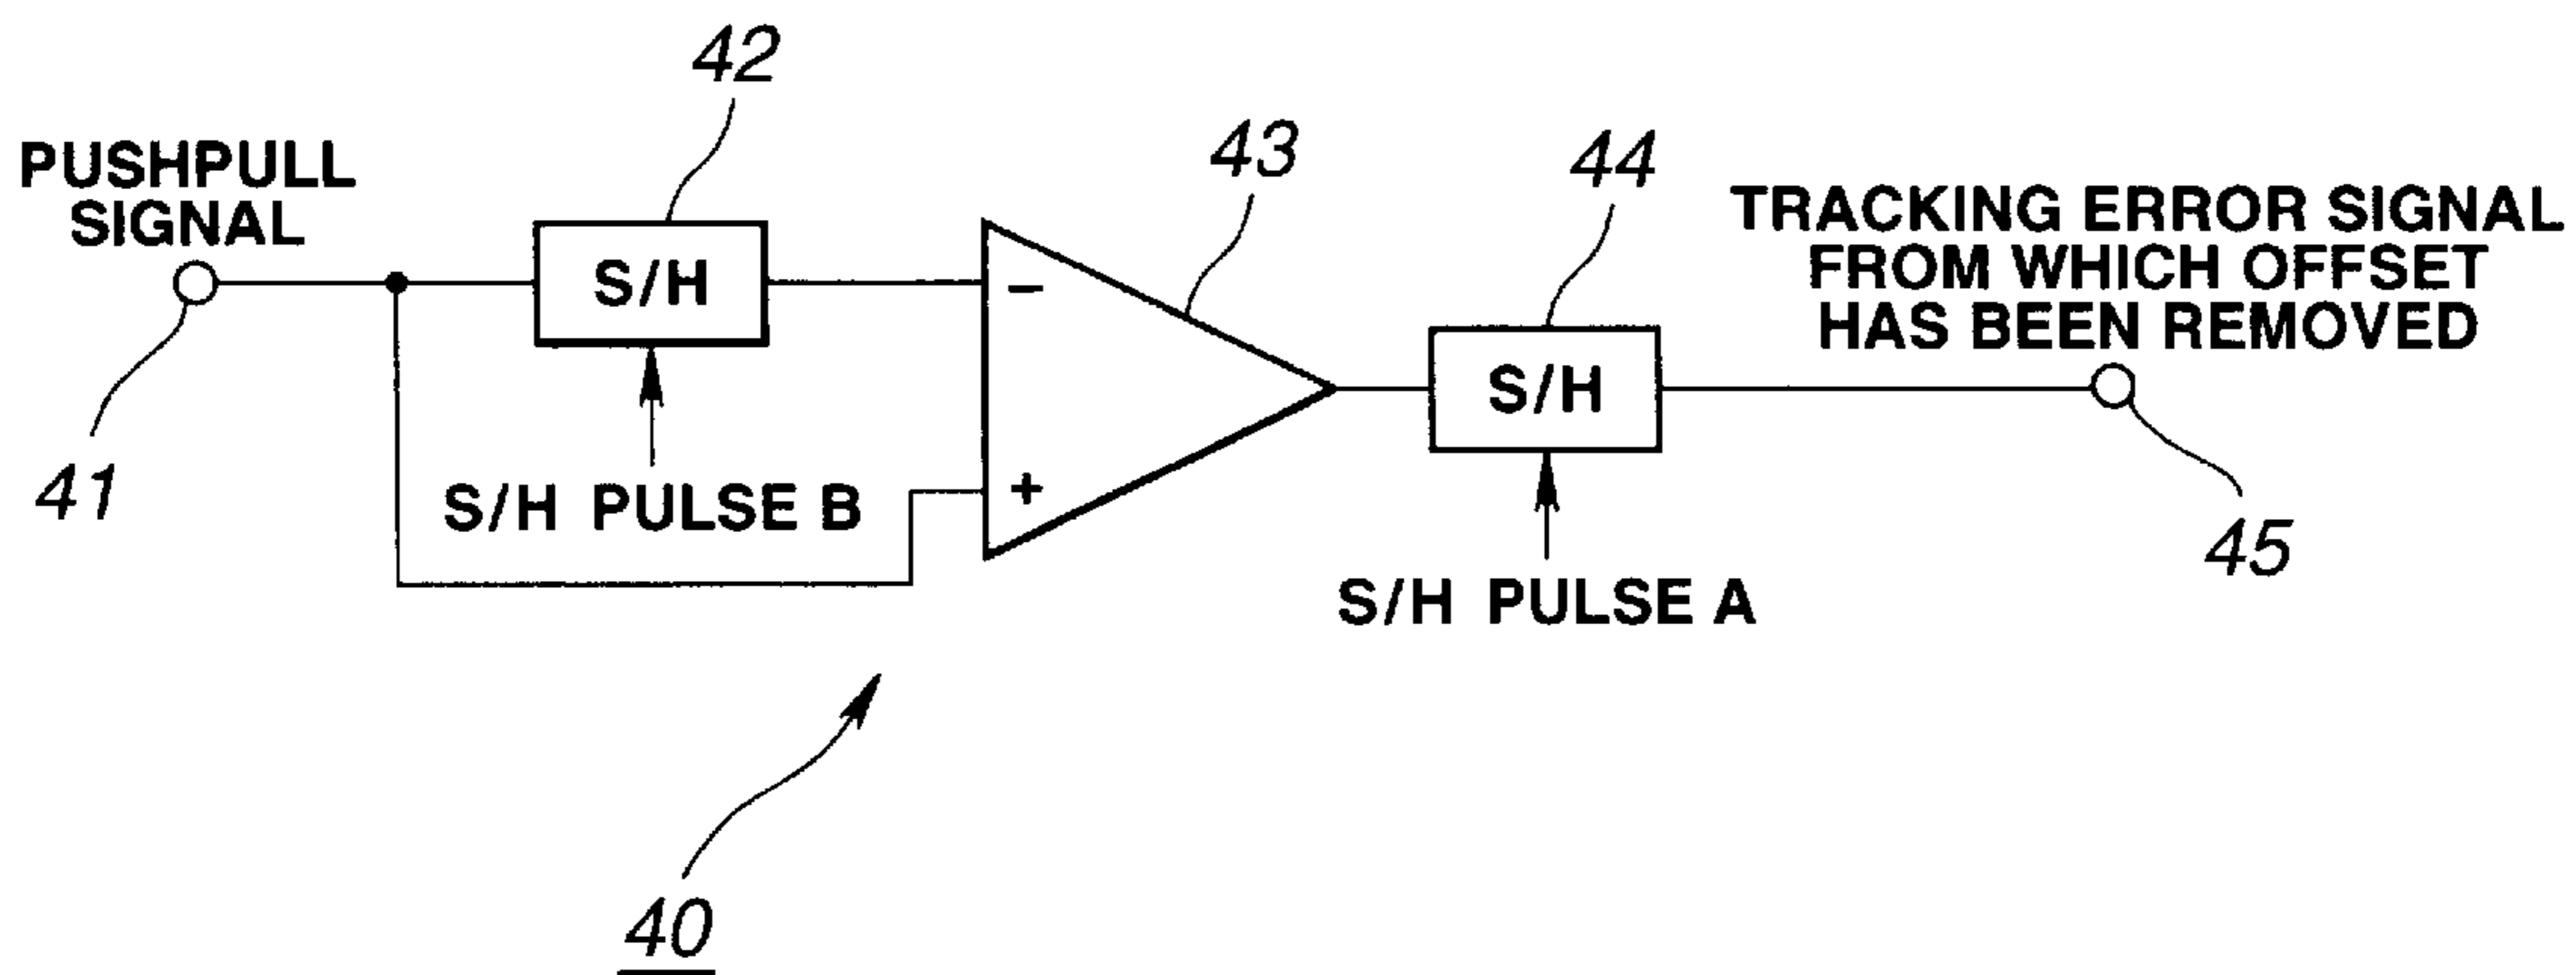 42
43
44
PUSHPULL
SIGNAL
TRACKING ERROR SIGNAL
FROM WHICH OFFSET
HAS BEEN REMOVED
S/H
−
S/H
41
S/H PULSE B
+
45
S/H PULSE A
40